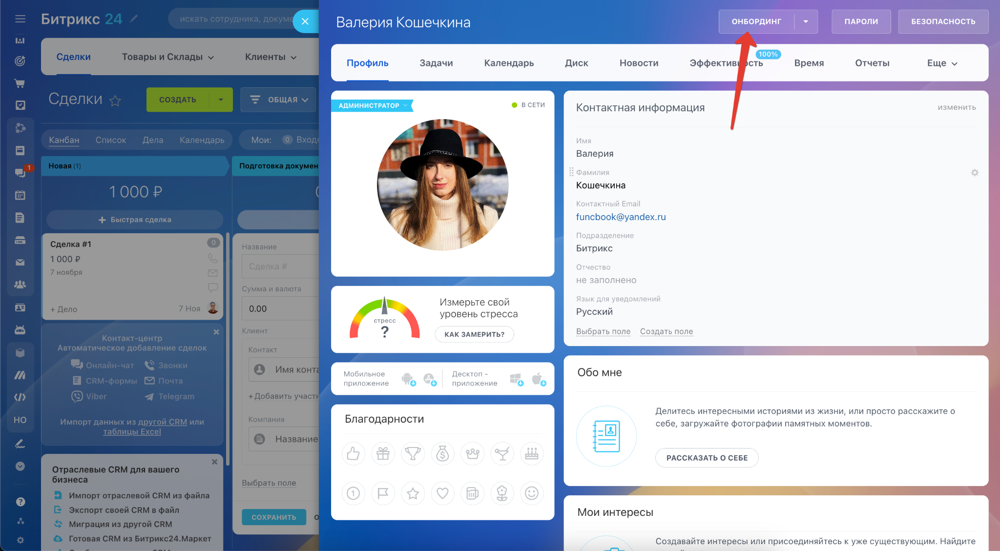 Битрикс 24
искать сотрудника, докуме
Сделки
Товары и Склады
Клиенты
Сделки
СОЗДАТЬ
ОБЩАЯ
Канбан
Список
Дела
Календарь
Мои:
0
Входя
1
НО
Новая (1)
1 000 ₽
+ Быстрая сделка
Сделка #1
0
1 000 ₽
7 ноября
+ Дело
7 Ноя
Контакт-центр
Автоматическое добавление сделок
Онлайн-чат
Звонки
CRM-формы
Почта
Viber
Telegram
Импорт данных из другой CRM или
таблицы Excel
Отраслевые CRM для вашего
бизнеса
Импорт отраслевой CRM из файла
Экспорт своей CRM в файл
Миграция из другой CRM
Готовая CRM из Битрикс24.Маркет
Подготовка докумен
Название
Сделка #
Сумма и валюта
0.00
Клиент
Контакт
Имя конта
+ Добавить участн
Компания
Название
Выбрать поле
СОХРАНИТЬ
О
Валерия Кошечкина
ОНБОРДИНГ
ПАРОЛИ
БЕЗОПАСНОСТЬ
Профиль
Задачи
Календарь
Диск
Новости
Эффективность
100%
Время
Отчеты
Еще
АДМИНИСТРАТОР
В СЕТИ
стресс
?
Измерьте свой
уровень стресса
КАК ЗАМЕРИТЬ?
Мобильное
приложение
Десктоп -
приложение
Благодарности
Контактная информация
изменить
Имя
Валерия
Фамилия
Кошечкина
Контактный Email
funcbook@yandex.ru
Подразделение
Битрикс
Отчество
не заполнено
Язык для уведомлений
Русский
Выбрать поле
Создать поле
Обо мне
Делитесь интересными историями из жизни, или просто расскажите о
себе, загружайте фотографии памятных моментов.
РАССКАЗАТЬ О СЕБЕ
Мои интересы
Создавайте интересы или присоединяйтесь к уже существующим. Найдите